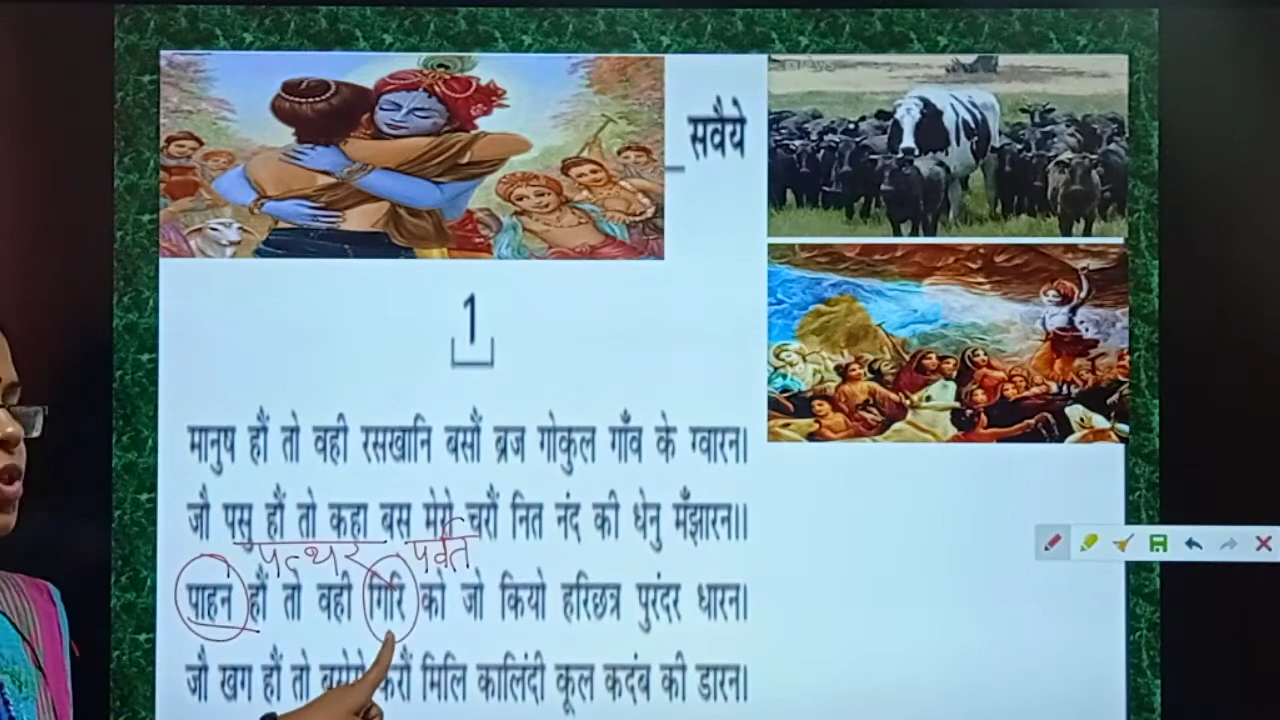 सवैये
1
मानुष हौं तो वही रसखानि बसौं ब्रज गोकुल गाँव के ग्वारन।
जौ पसु हौं तो कहा बस मेरो चरौं नित नंद की धेनु मँझारन।।
पत्थर पर्वत
पाहन हौं तो वही गिरि को जो कियो हरिछत्र पुरंदर धारन।
जौ खग हौं तो बसेरो करौं मिलि कालिंदी कूल कदंब की डारन।